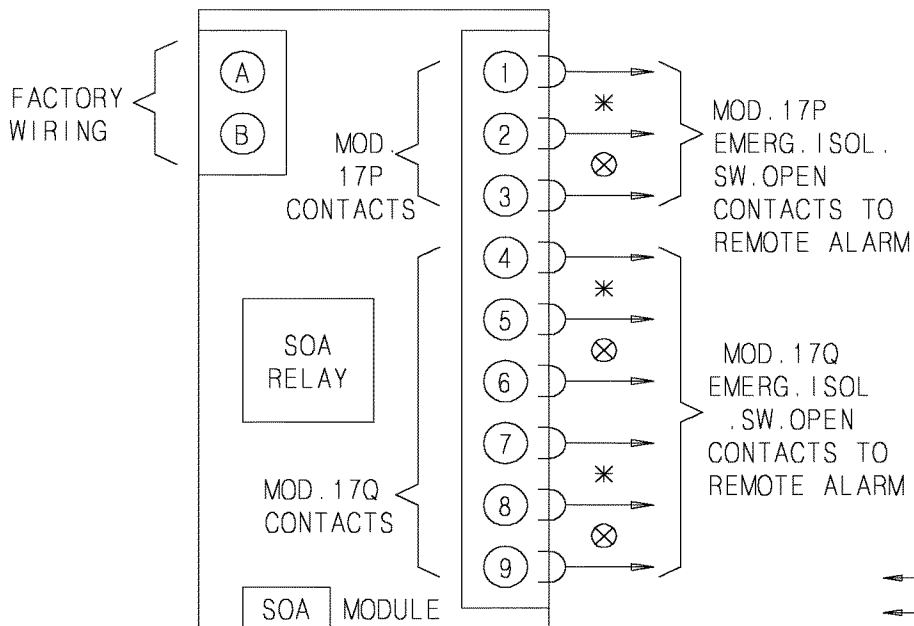 FACTORY
WIRING
A
B
MOD.
17P
CONTACTS
1
2
3
4
5
6
7
8
9
MOD.17P
EMERG.ISOL.
SW.OPEN
CONTACTS TO
REMOTE ALARM
SOA
RELAY
MOD.17Q
CONTACTS
MOD.17Q
EMERG.ISOL
.SW.OPEN
CONTACTS TO
REMOTE ALARM
SOA MODULE